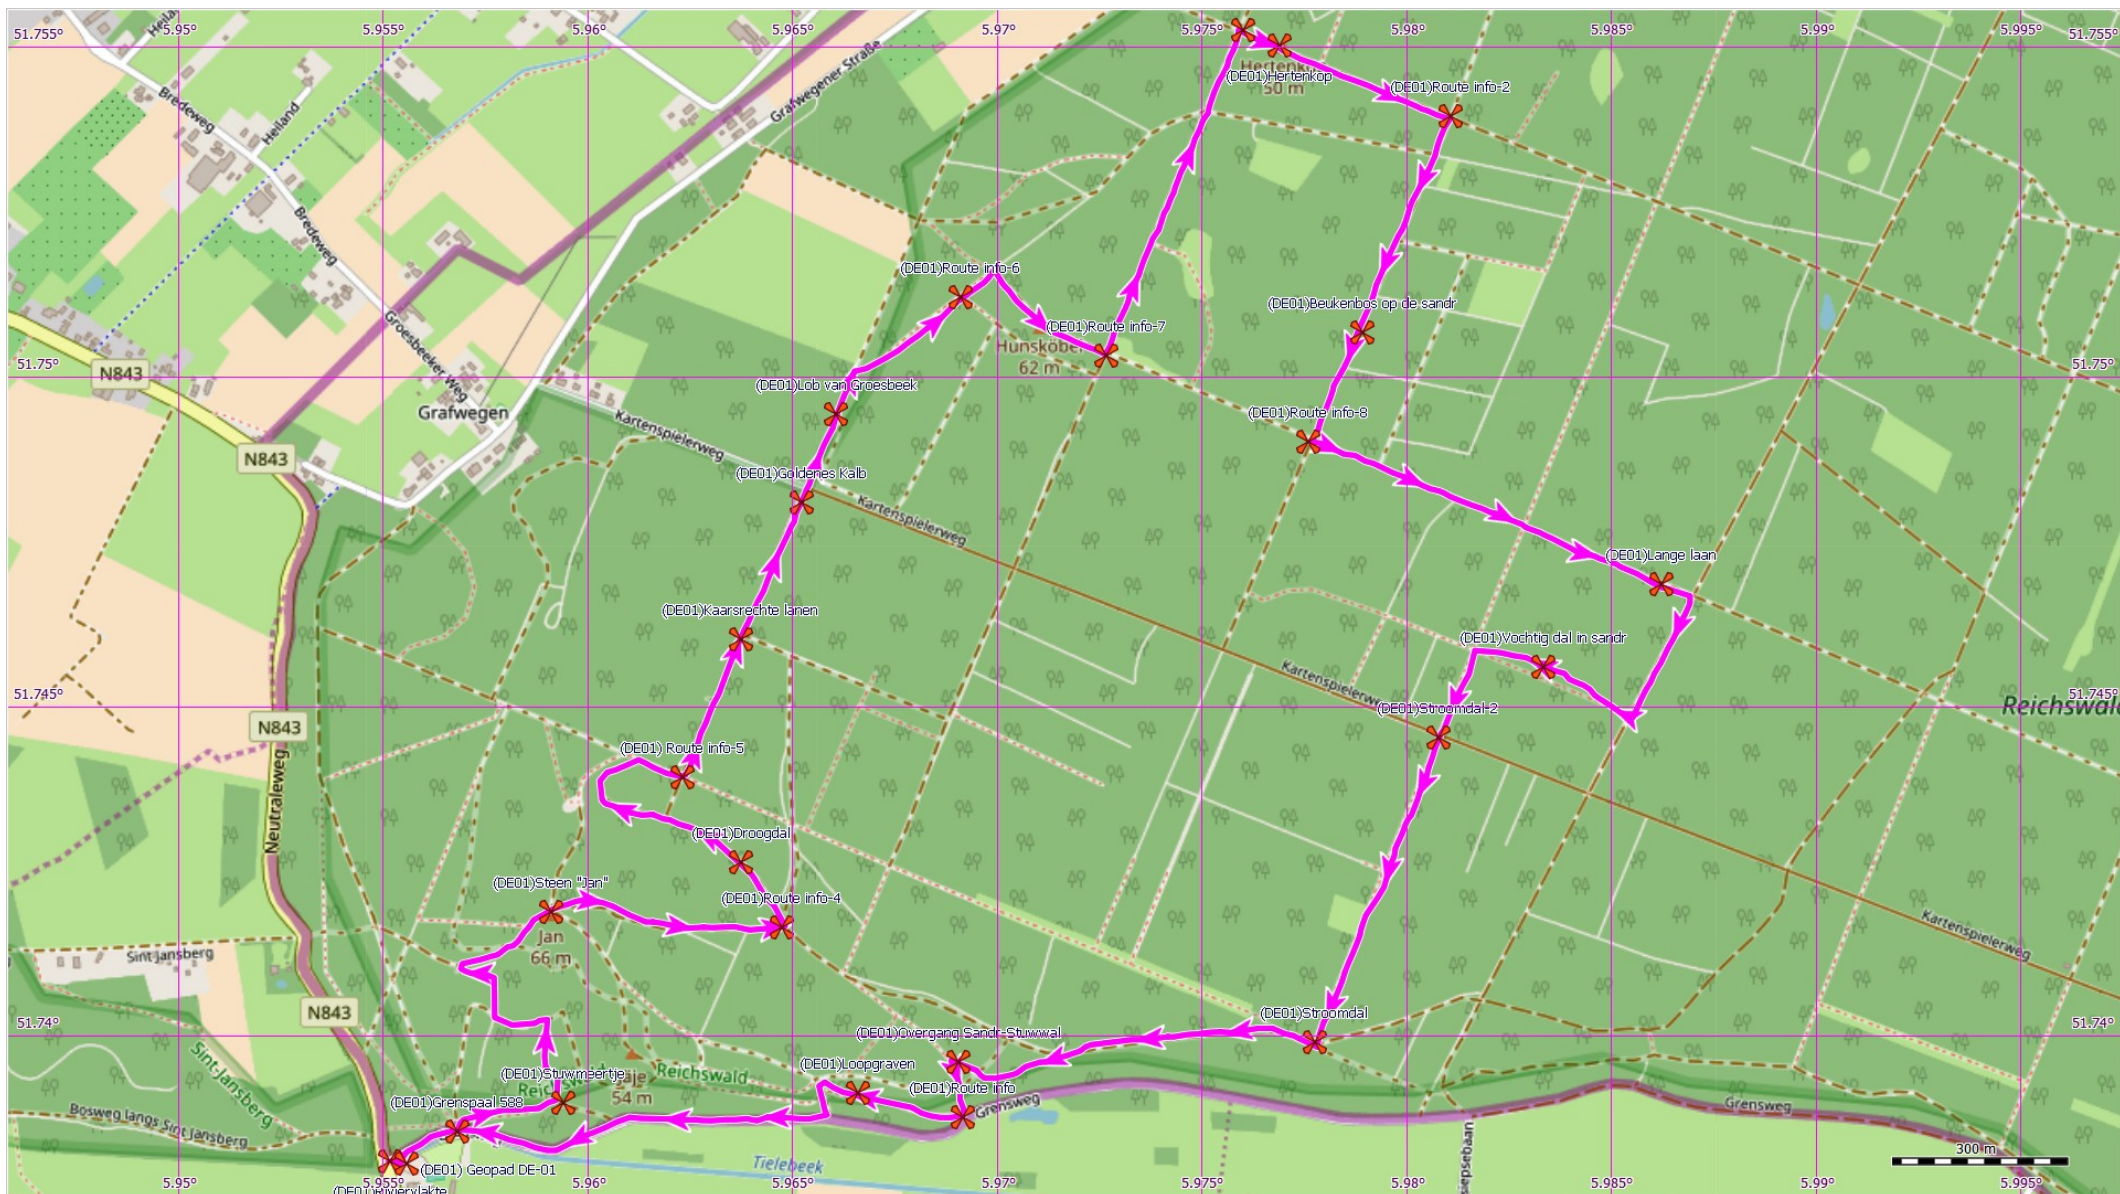 5.95°
5.955°
5.96°
5.965°
5.97°
5.975°
5.98°
5.985°
5.99°
5.995°
51.755°
51.755°
Heiland
Bredeweg
Grafwegener Straße
(DE01)Hertenkop
50 m
(DE01)Route info-2
Bredeweg
(DE01)Route info-6
(DE01)Beukenbos op de sandr
Groesbeeker Weg
(DE01)Route info-7
62 m
51.75°
51.75°
N843
(DE01)Lob van Groesbeek
Grafwegen
Kartenspielerweg
(DE01)Route info-8
N843
(DE01)Goldenes Kalb
Kartenspielerweg
(DE01)Lange laan
(DE01)Kaarsrechte lanen
(DE01)Vochtig dal in sandr
Kartenspielerweg
51.745°
51.745°
Reichswal
(DE01)Stroomdal-2
N843
(DE01) Route info-5
Neutraleweg
(DE01)Droogdal
(DE01)Steen "Jan"
(DE01)Route info-4
Jan
66 m
Kartenspielerweg
Sint Jansberg
N843
(DE01)Stroomdal
51.74°
51.74°
(DE01)Overgang Sandr-Stuwwal
Sint-Jansberg
(DE01)Loopgraven
(DE01)Stuwmeertje
Reichswald
54 m
(DE01)Route info
(DE01)Grenspaal 588
Grensweg
Grensweg
Bosweg langs Sint Jansberg
300 m
Tielebeek
(DE01) Geopad DE-01
(DE01)Riviervlakte
5.95°
5.955°
5.96°
5.965°
5.97°
5.975°
5.98°
5.985°
5.99°
5.995°